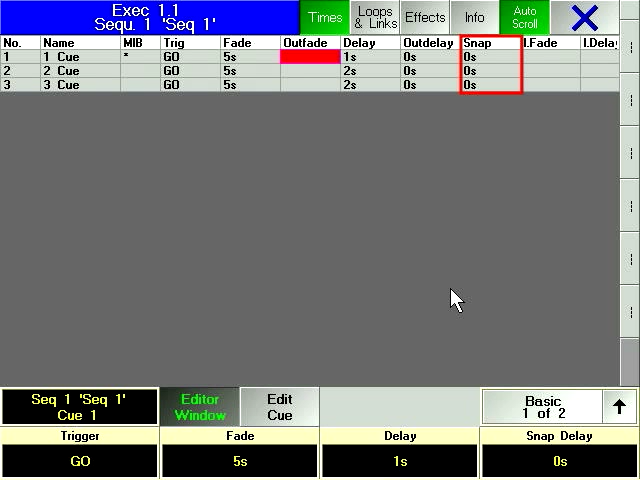 Exec 1.1
Sequ. 1 'Seq 1'
Times
Loops & Links
Effects
Info
Auto Scroll
No. Name MIB Trig Fade Outfade Delay Outdelay Snap I.Fade I.Delay
1 1 Cue * GO 5s 1s 0s 0s
2 2 Cue GO 5s 2s 0s 0s
3 3 Cue GO 5s 2s 0s 0s
Seq 1 'Seq 1'
Cue 1
Editor Window
Edit Cue
Basic
1 of 2
Trigger Fade Delay Snap Delay
GO 5s 1s 0s